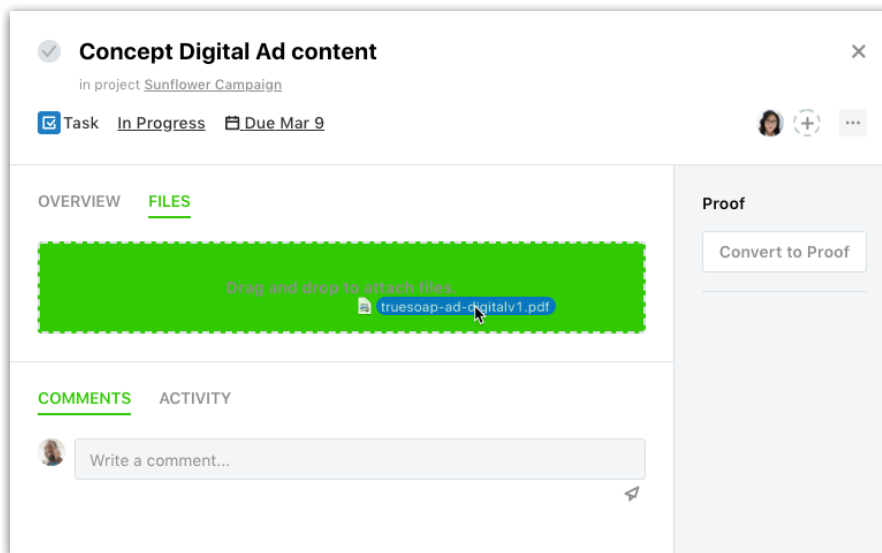 Concept Digital Ad content
in project Sunflower Campaign
Task In Progress Due Mar 9
OVERVIEW FILES
Drag and drop to attach files.
truesoap-ad-digitalv1.pdf
Proof
Convert to Proof
COMMENTS ACTIVITY
Write a comment...